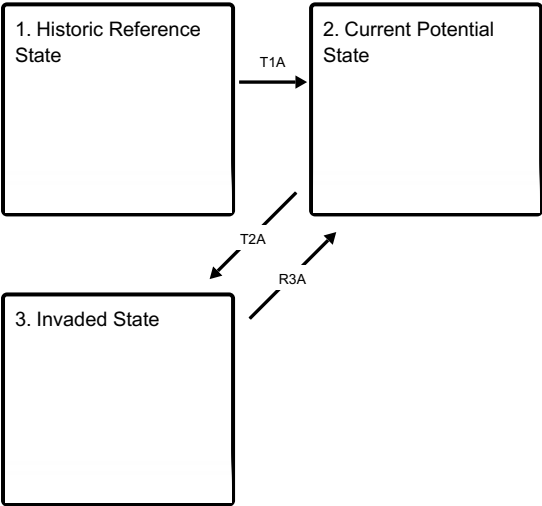 1. Historic Reference
State
T1A
2. Current Potential
State
T2A
R3A
3. Invaded State